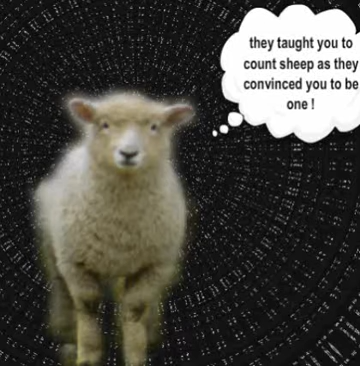 they taught you to
count sheep as they
convinced you to be
one !